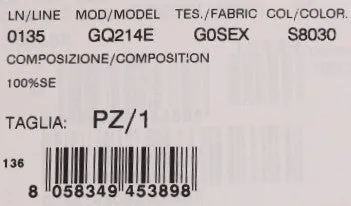 LN/LINE MOD/MODEL TES./FABRIC COL/COLOR.
0135 GQ214E G0SEX S8030
COMPOSIZIONE/COMPOSITION
100%SE
TAGLIA: PZ/1
136
8 058349 453898